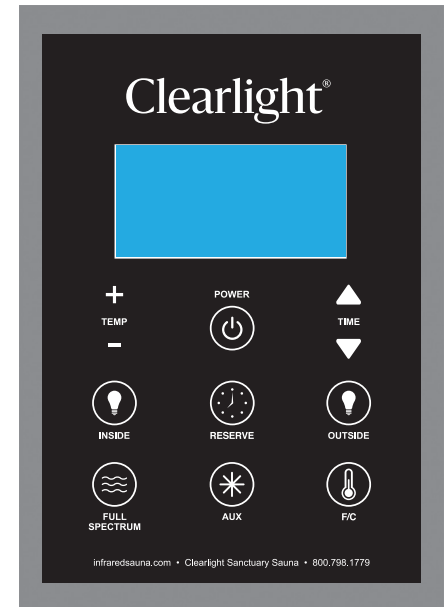 Clearlight®
+
POWER
TEMP
TIME
-
INSIDE
RESERVE
OUTSIDE
FULL
SPECTRUM
AUX
F/C
infraredsauna.com • Clearlight Sanctuary Sauna • 800.798.1779